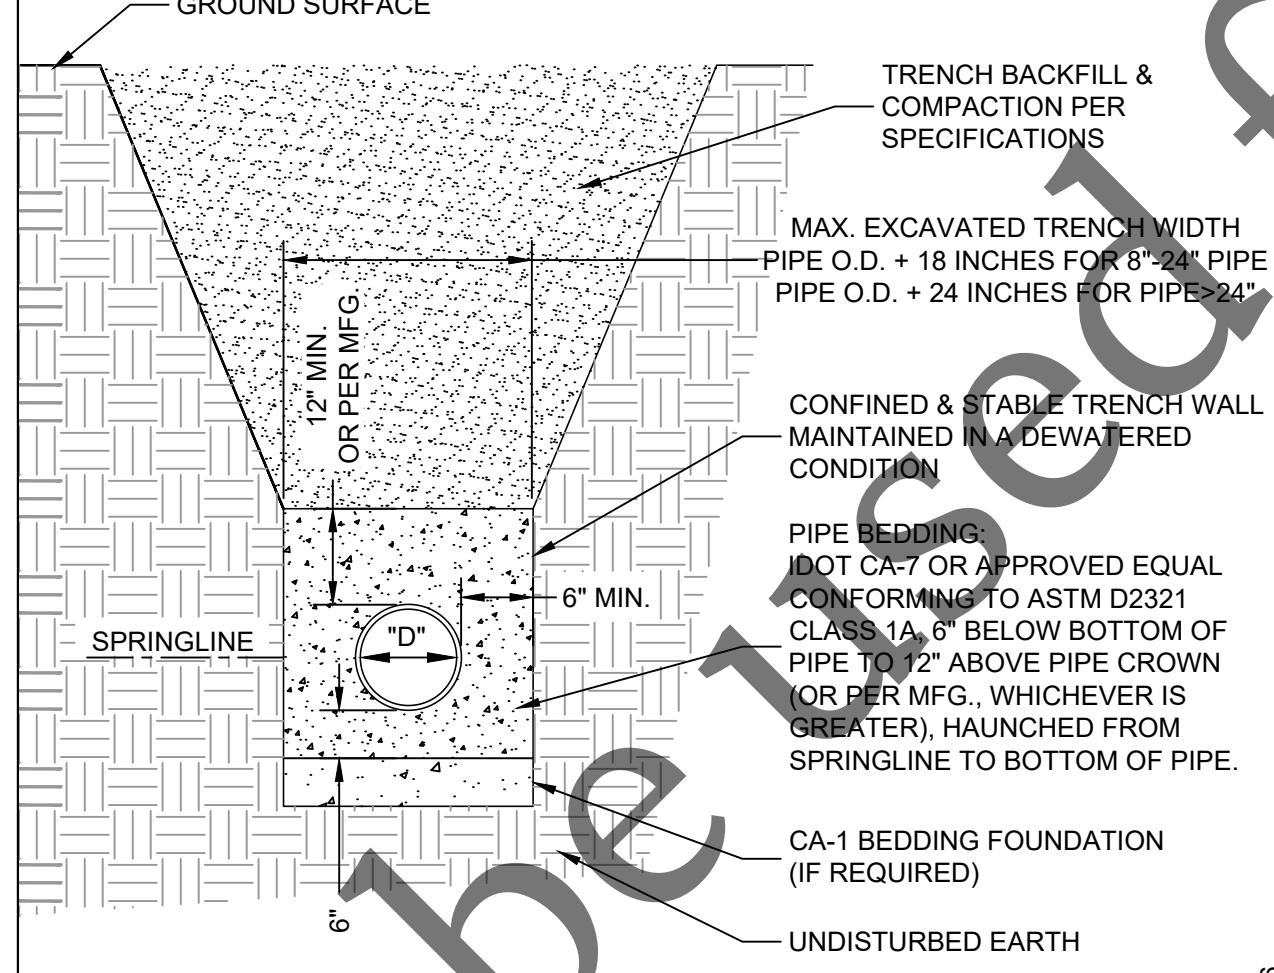 GROUND SURFACE
TRENCH BACKFILL &
COMPACTION PER
SPECIFICATIONS
MAX. EXCAVATED TRENCH WIDTH
PIPE O.D. + 18 INCHES FOR 8"-24" PIPE
PIPE O.D. + 24 INCHES FOR PIPE>24"
12" MIN.
OR PER MFG.
CONFINED & STABLE TRENCH WALL
MAINTAINED IN A DEWATERED
CONDITION
PIPE BEDDING:
IDOT CA-7 OR APPROVED EQUAL
CONFORMING TO ASTM D2321
CLASS 1A, 6" BELOW BOTTOM OF
PIPE TO 12" ABOVE PIPE CROWN
(OR PER MFG., WHICHEVER IS
GREATER), HAUNCHED FROM
SPRINGLINE TO BOTTOM OF PIPE.
6" MIN.
SPRINGLINE
"D"
CA-1 BEDDING FOUNDATION
(IF REQUIRED)
6"
UNDISTURBED EARTH
be used f